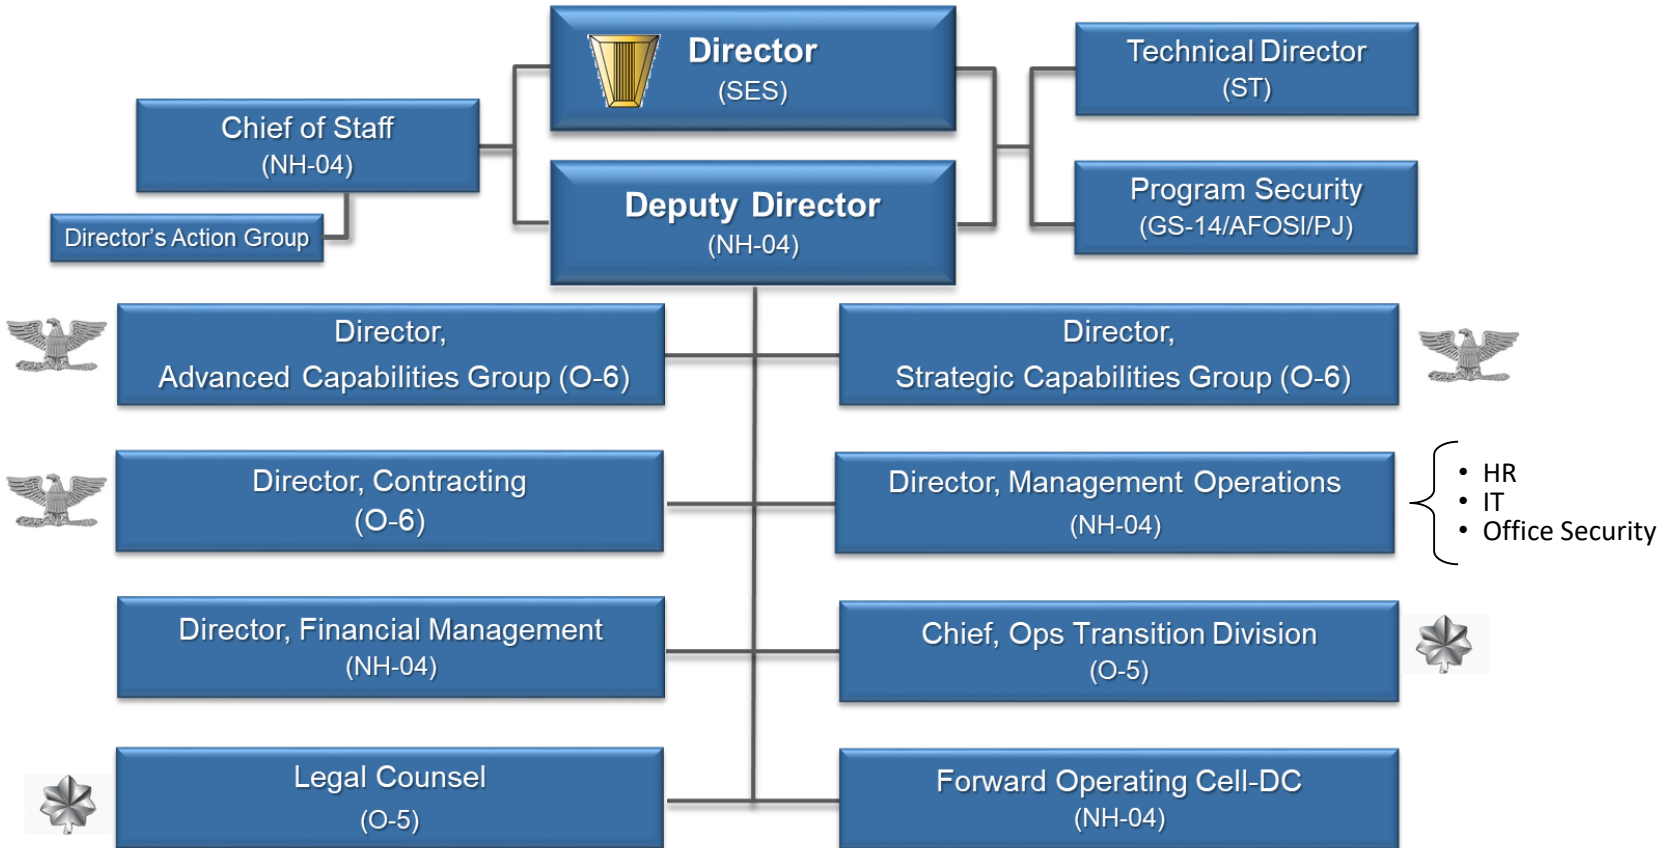 Director
(SES)
Technical Director
(ST)
Chief of Staff
(NH-04)
Deputy Director
(NH-04)
Program Security
(GS-14/AFOSI/PJ)
Director's Action Group
Director,
Advanced Capabilities Group (O-6)
Director,
Strategic Capabilities Group (O-6)
Director, Contracting
(O-6)
Director, Management Operations
(NH-04)
• HR
• IT
• Office Security
Director, Financial Management
(NH-04)
Chief, Ops Transition Division
(O-5)
Legal Counsel
(O-5)
Forward Operating Cell-DC
(NH-04)